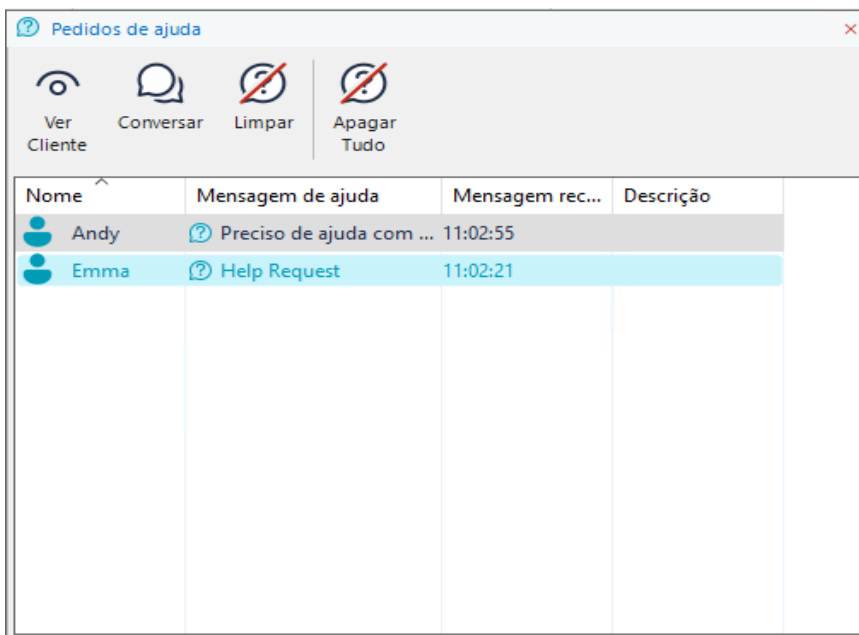 Pedidos de ajuda
Ver Cliente
Conversar
Limpar
Apagar Tudo
Nome Mensagem de ajuda Mensagem rec... Descrição
Andy Preciso de ajuda com ... 11:02:55
Emma Help Request 11:02:21